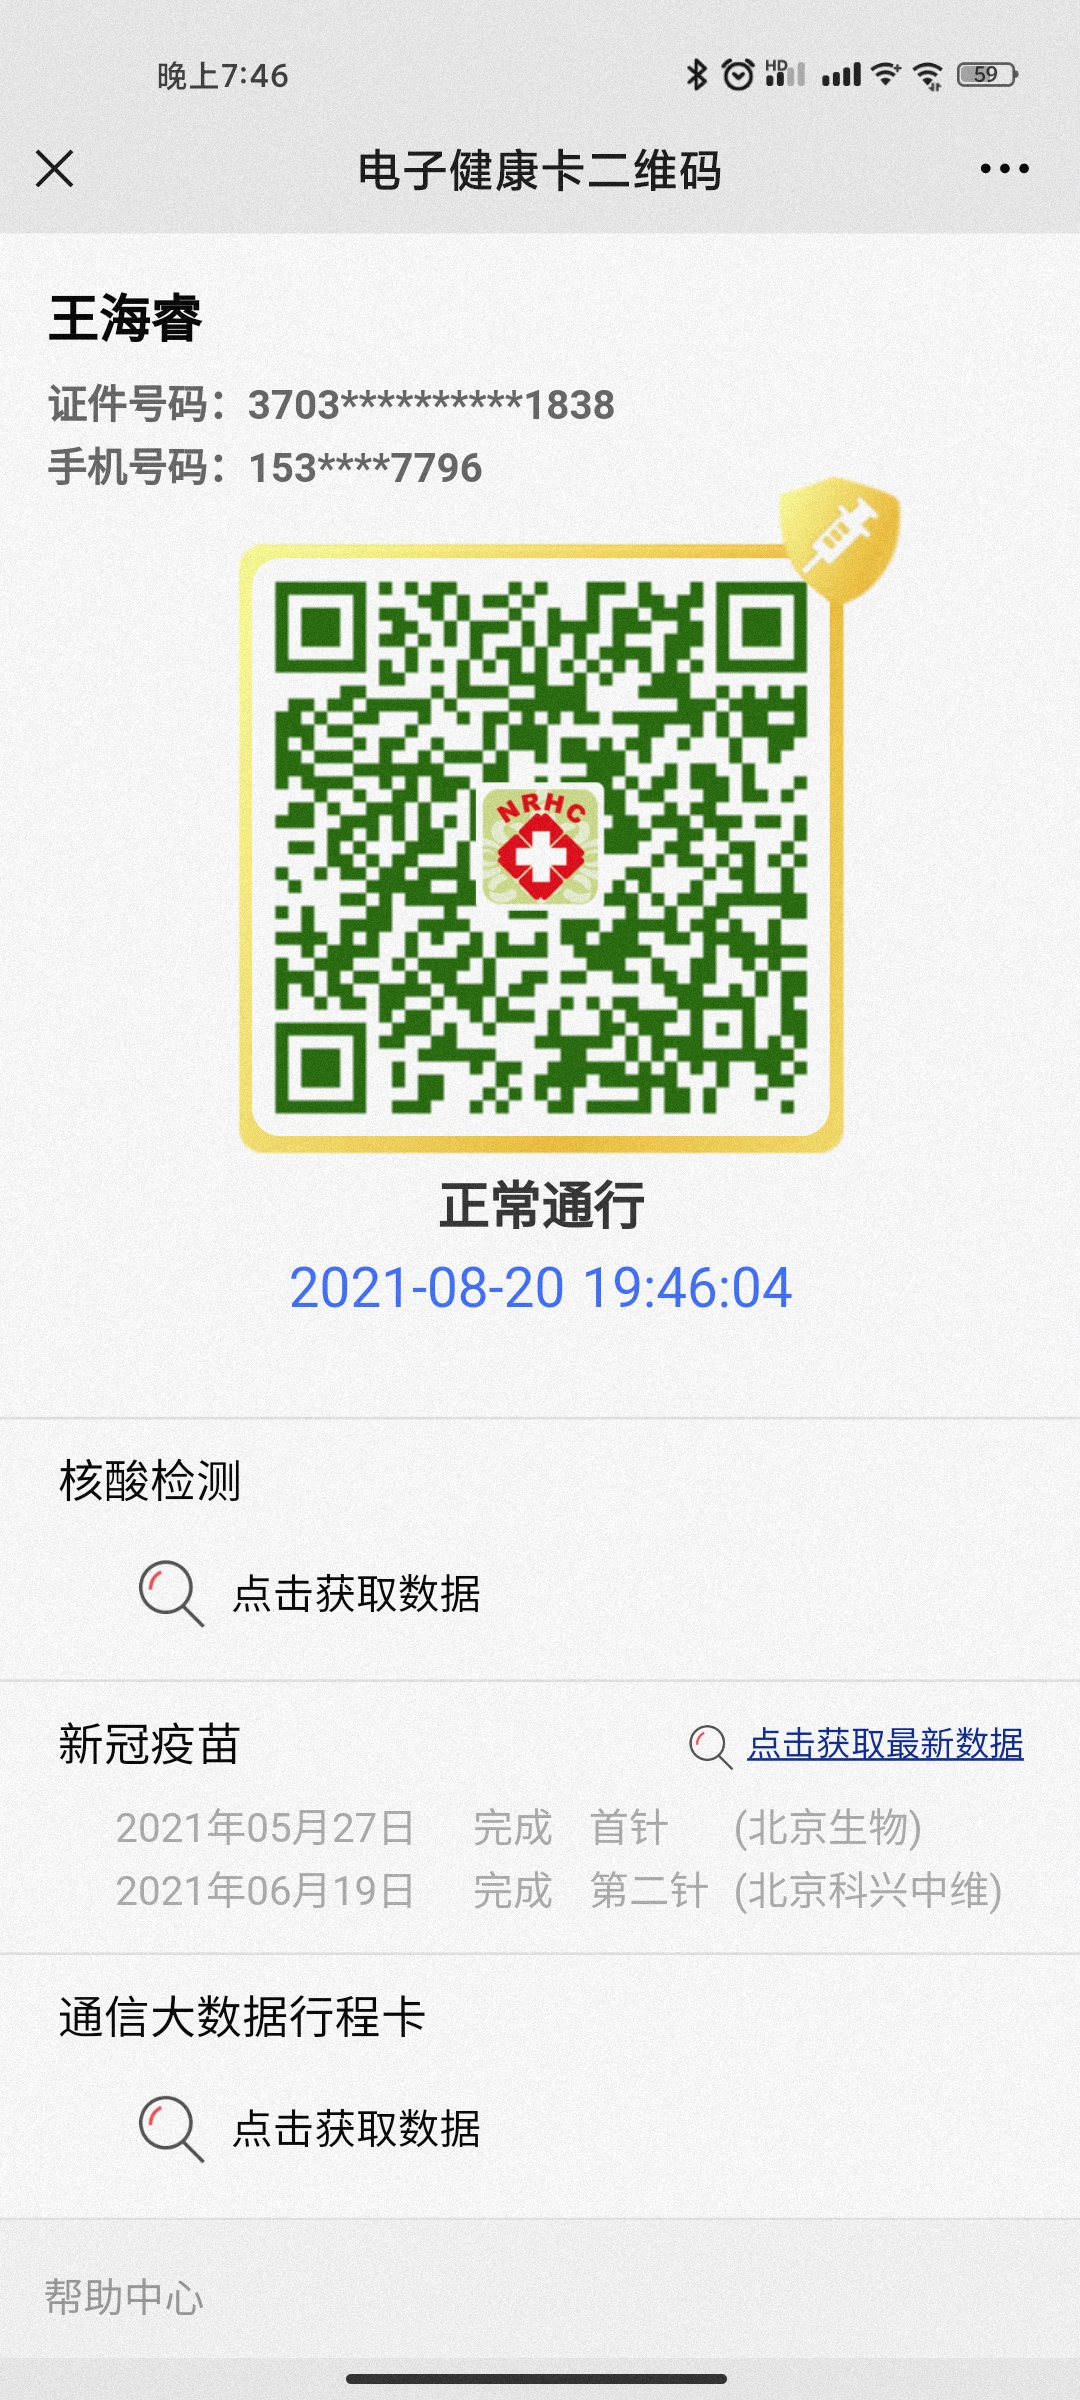 晚上7:46
HD
59
电子健康卡二维码
王海睿
证件号码：3703**********1838
手机号码：153****7796
NRHC
正常通行
2021-08-20 19:46:04
核酸检测
点击获取数据
新冠疫苗 点击获取最新数据
2021年05月27日 完成 首针 (北京生物)
2021年06月19日 完成 第二针 (北京科兴中维)
通信大数据行程卡
点击获取数据
帮助中心